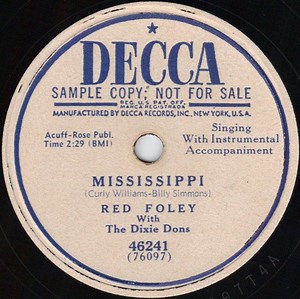 DECCA
SAMPLE COPY; NOT FOR SALE
REG. U.S. PAT. OFF.
MARCA REGISTRADA
MANUFACTURED BY DECCA RECORDS, INC., NEW YORK, U.S.A.
Acuff-Rose Publ.
Time 2:29 (BMI)
Singing
With Instrumental
Accompaniment
MISSISSIPPI
(Curly Williams-Billy Simmons)
RED FOLEY
With
The Dixie Dons
46241
(76097)